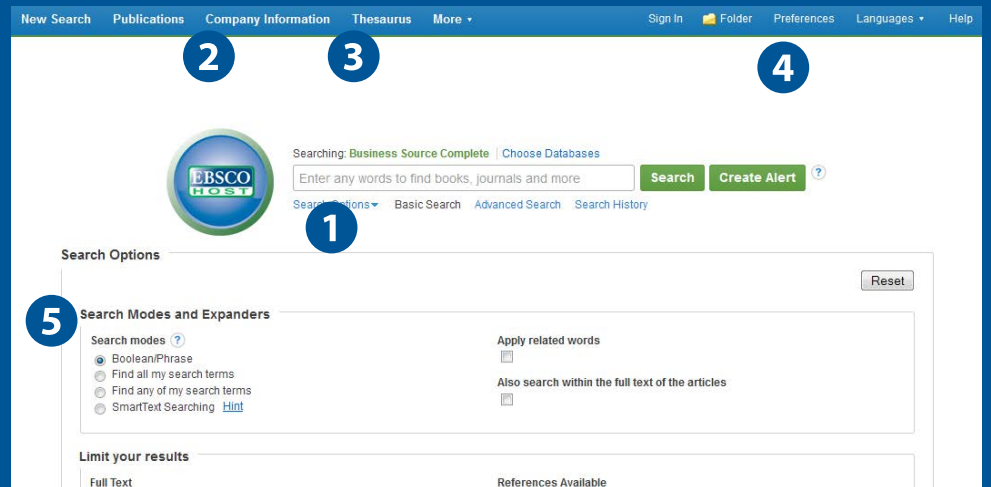 New Search Publications Company Information Thesaurus More Sign In Folder Preferences Languages Help
2 3 4
Searching: Business Source Complete | Choose Databases
EBSCO HOST
Enter any words to find books, journals and more Search Create Alert ?
Search Options Basic Search Advanced Search Search History
1
Search Options
Reset
5
Search Modes and Expanders
Search modes ? Apply related words
Boolean/Phrase
Find all my search terms
Find any of my search terms Also search within the full text of the articles
SmartText Searching Hint
Limit your results
Full Text References Available